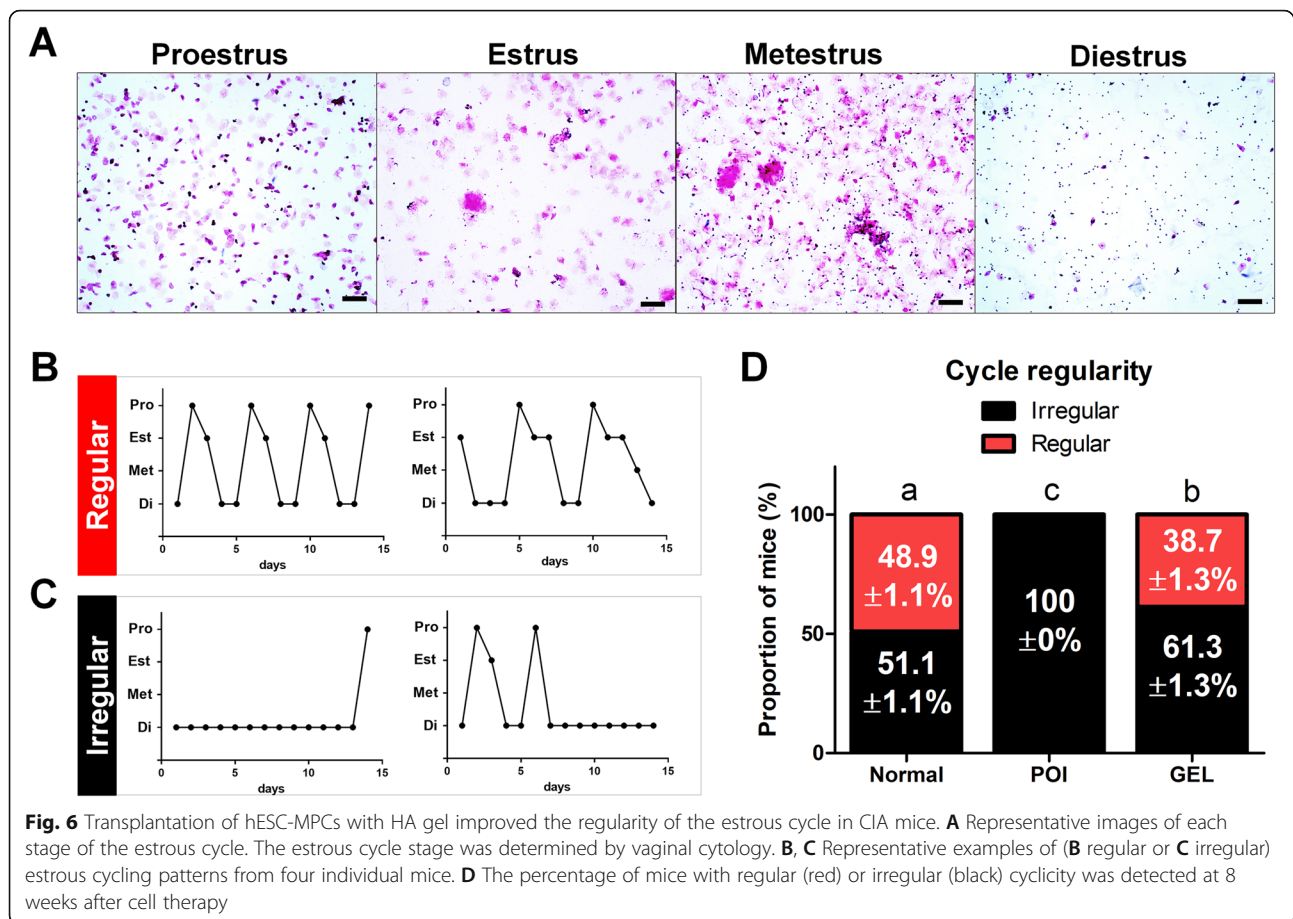 A
Proestrus
Estrus
Metestrus
Diestrus
B
Regular
Pro
Est
Met
Di
0
5
10
15
days
Pro
Est
Met
Di
0
5
10
15
days
C
Irregular
Pro
Est
Met
Di
0
5
10
15
days
Pro
Est
Met
Di
0
5
10
15
days
D
Cycle regularity
Irregular
Regular
Proportion of mice (%)
100
50
0
a
c
b
48.9
±1.1%
51.1
±1.1%
100
±0%
38.7
±1.3%
61.3
±1.3%
Normal
POI
GEL
Fig. 6 Transplantation of hESC-MPCs with HA gel improved the regularity of the estrous cycle in CIA mice. A Representative images of each
stage of the estrous cycle. The estrous cycle stage was determined by vaginal cytology. B, C Representative examples of (B regular or C irregular)
estrous cycling patterns from four individual mice. D The percentage of mice with regular (red) or irregular (black) cyclicity was detected at 8
weeks after cell therapy